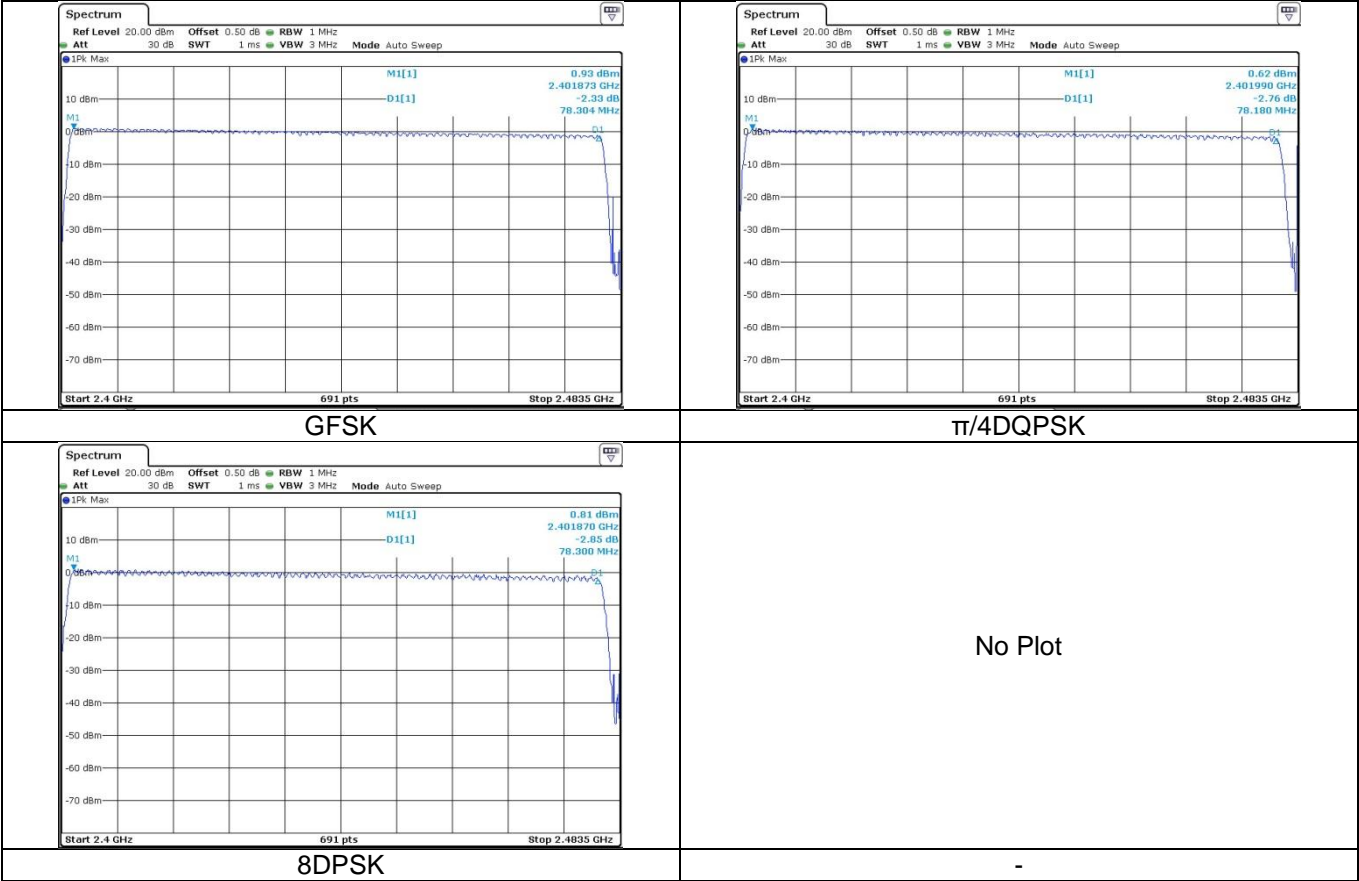 Spectrum
Ref Level 20.00 dBm Offset 0.50 dB RBW 1 MHz
Att 30 dB SWT 1 ms VBW 3 MHz Mode Auto Sweep
1Pk Max
M1[1] 0.93 dBm
2.401873 GHz
D1[1] -2.33 dB
78.304 MHz
10 dBm
M1
0 dBm
D1
-10 dBm
-20 dBm
-30 dBm
-40 dBm
-50 dBm
-60 dBm
-70 dBm
Start 2.4 GHz 691 pts Stop 2.4835 GHz
GFSK
Spectrum
Ref Level 20.00 dBm Offset 0.50 dB RBW 1 MHz
Att 30 dB SWT 1 ms VBW 3 MHz Mode Auto Sweep
1Pk Max
M1[1] 0.62 dBm
2.401990 GHz
D1[1] -2.76 dB
78.180 MHz
10 dBm
M1
0 dBm
D1
-10 dBm
-20 dBm
-30 dBm
-40 dBm
-50 dBm
-60 dBm
-70 dBm
Start 2.4 GHz 691 pts Stop 2.4835 GHz
π/4DQPSK
Spectrum
Ref Level 20.00 dBm Offset 0.50 dB RBW 1 MHz
Att 30 dB SWT 1 ms VBW 3 MHz Mode Auto Sweep
1Pk Max
M1[1] 0.81 dBm
2.401870 GHz
D1[1] -2.85 dB
78.300 MHz
10 dBm
M1
0 dBm
D1
-10 dBm
-20 dBm
-30 dBm
-40 dBm
-50 dBm
-60 dBm
-70 dBm
Start 2.4 GHz 691 pts Stop 2.4835 GHz
8DPSK
No Plot
-